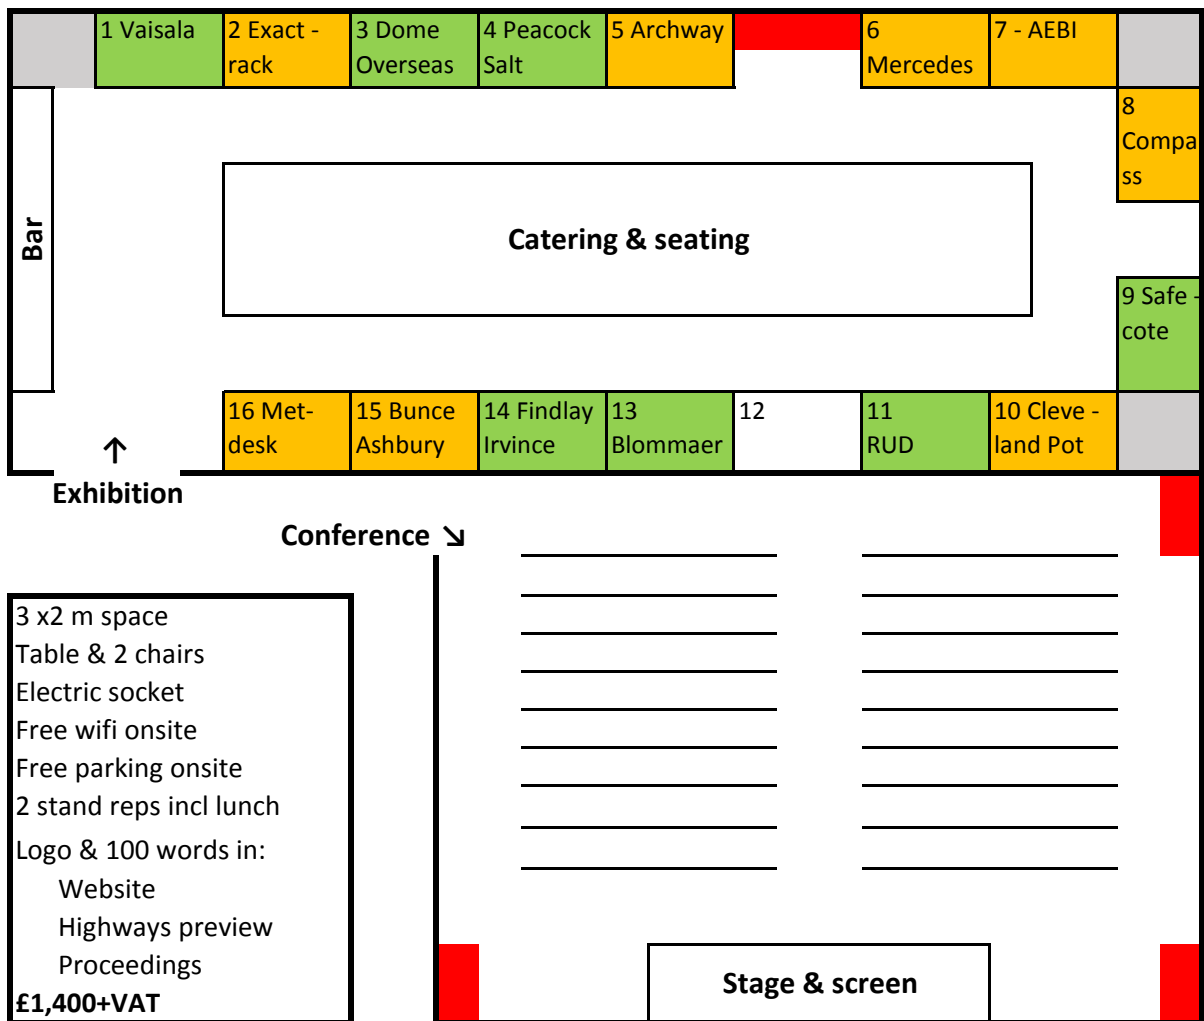 1 Vaisala
2 Exact -
rack
3 Dome
Overseas
4 Peacock
Salt
5 Archway
6
Mercedes
7 - AEBI
8
Compa
ss
Bar
Catering & seating
9 Safe -
cote
16 Met-
desk
15 Bunce
Ashbury
14 Findlay
Irvince
13
Blommaer
12
11
RUD
10 Cleve -
land Pot
↑
Exhibition
Conference ↘
3 x2 m space
Table & 2 chairs
Electric socket
Free wifi onsite
Free parking onsite
2 stand reps incl lunch
Logo & 100 words in:
Website
Highways preview
Proceedings
£1,400+VAT
Stage & screen